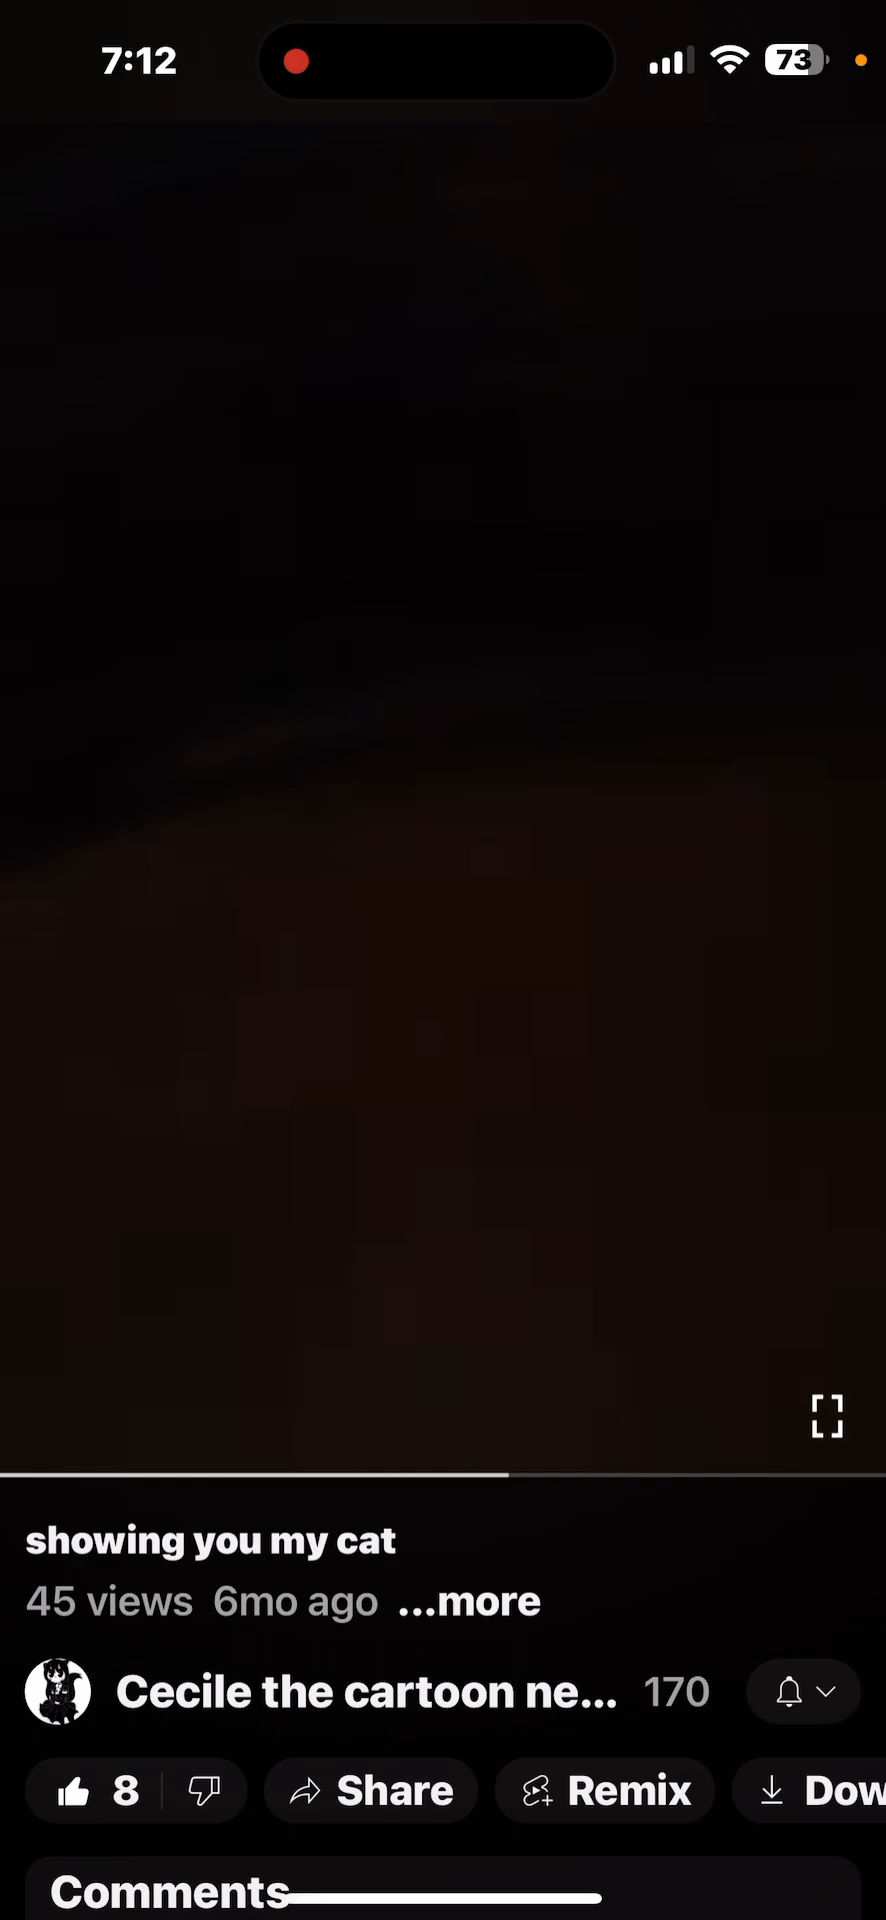 7:12
73
showing you my cat
45 views 6mo ago ...more
Cecile the cartoon ne... 170
8 Share Remix Dow
Comments